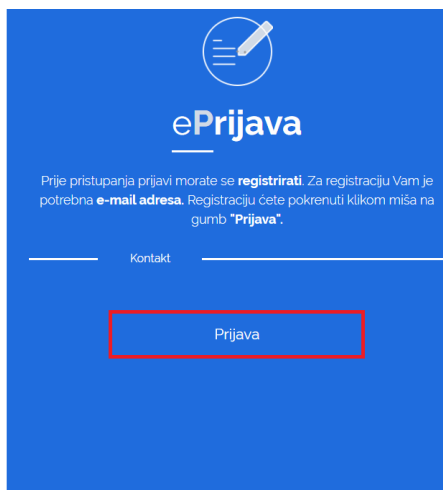 ePrijava
Prije pristupanja prijavi morate se registrirati. Za registraciju Vam je
potrebna e-mail adresa. Registraciju ćete pokrenuti klikom miša na
gumb "Prijava".
Kontakt
Prijava